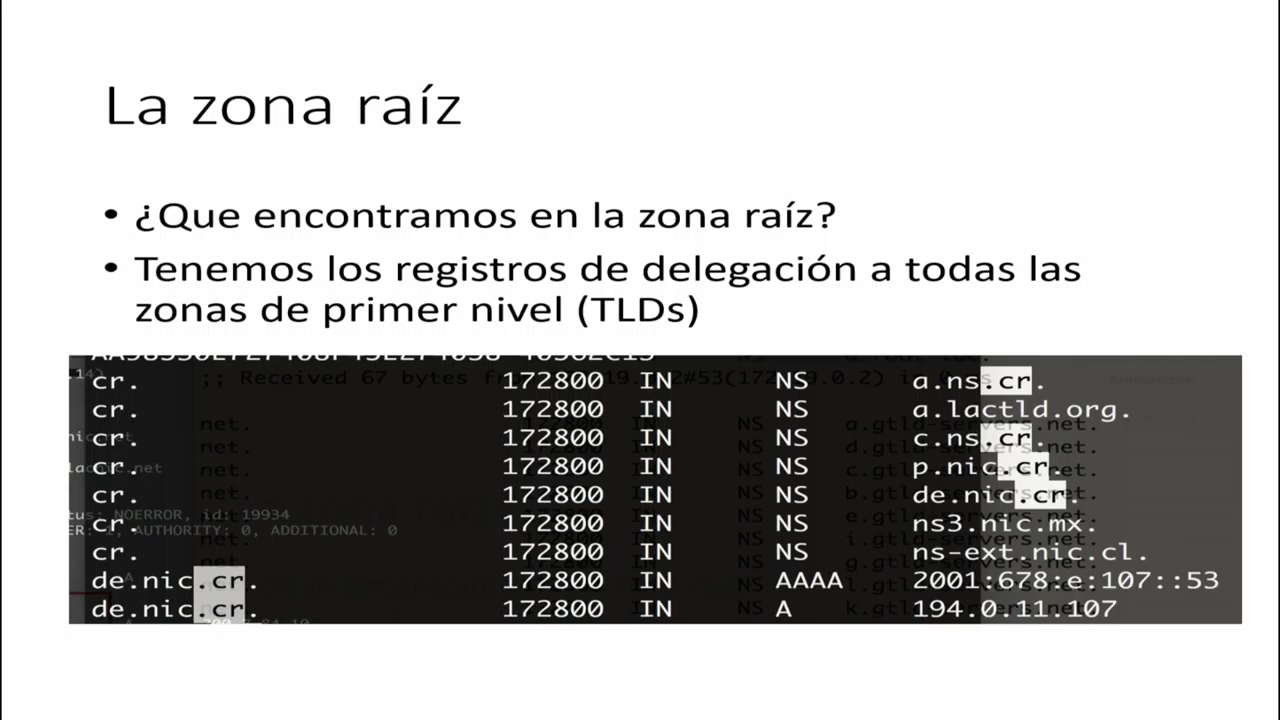 La zona raíz
• ¿Que encontramos en la zona raíz?
• Tenemos los registros de delegación a todas las
zonas de primer nivel (TLDs)
cr. 172800 IN NS a.ns.cr.
cr. 172800 IN NS a.lactld.org.
cr. 172800 IN NS c.ns.cr.
cr. 172800 IN NS p.nic.cr.
cr. 172800 IN NS de.nic.cr.
cr. 172800 IN NS ns3.nic.mx.
cr. 172800 IN NS ns-ext.nic.cl.
de.nic.cr. 172800 IN AAAA 2001:678:e:107::53
de.nic.cr. 172800 IN A 194.0.11.107